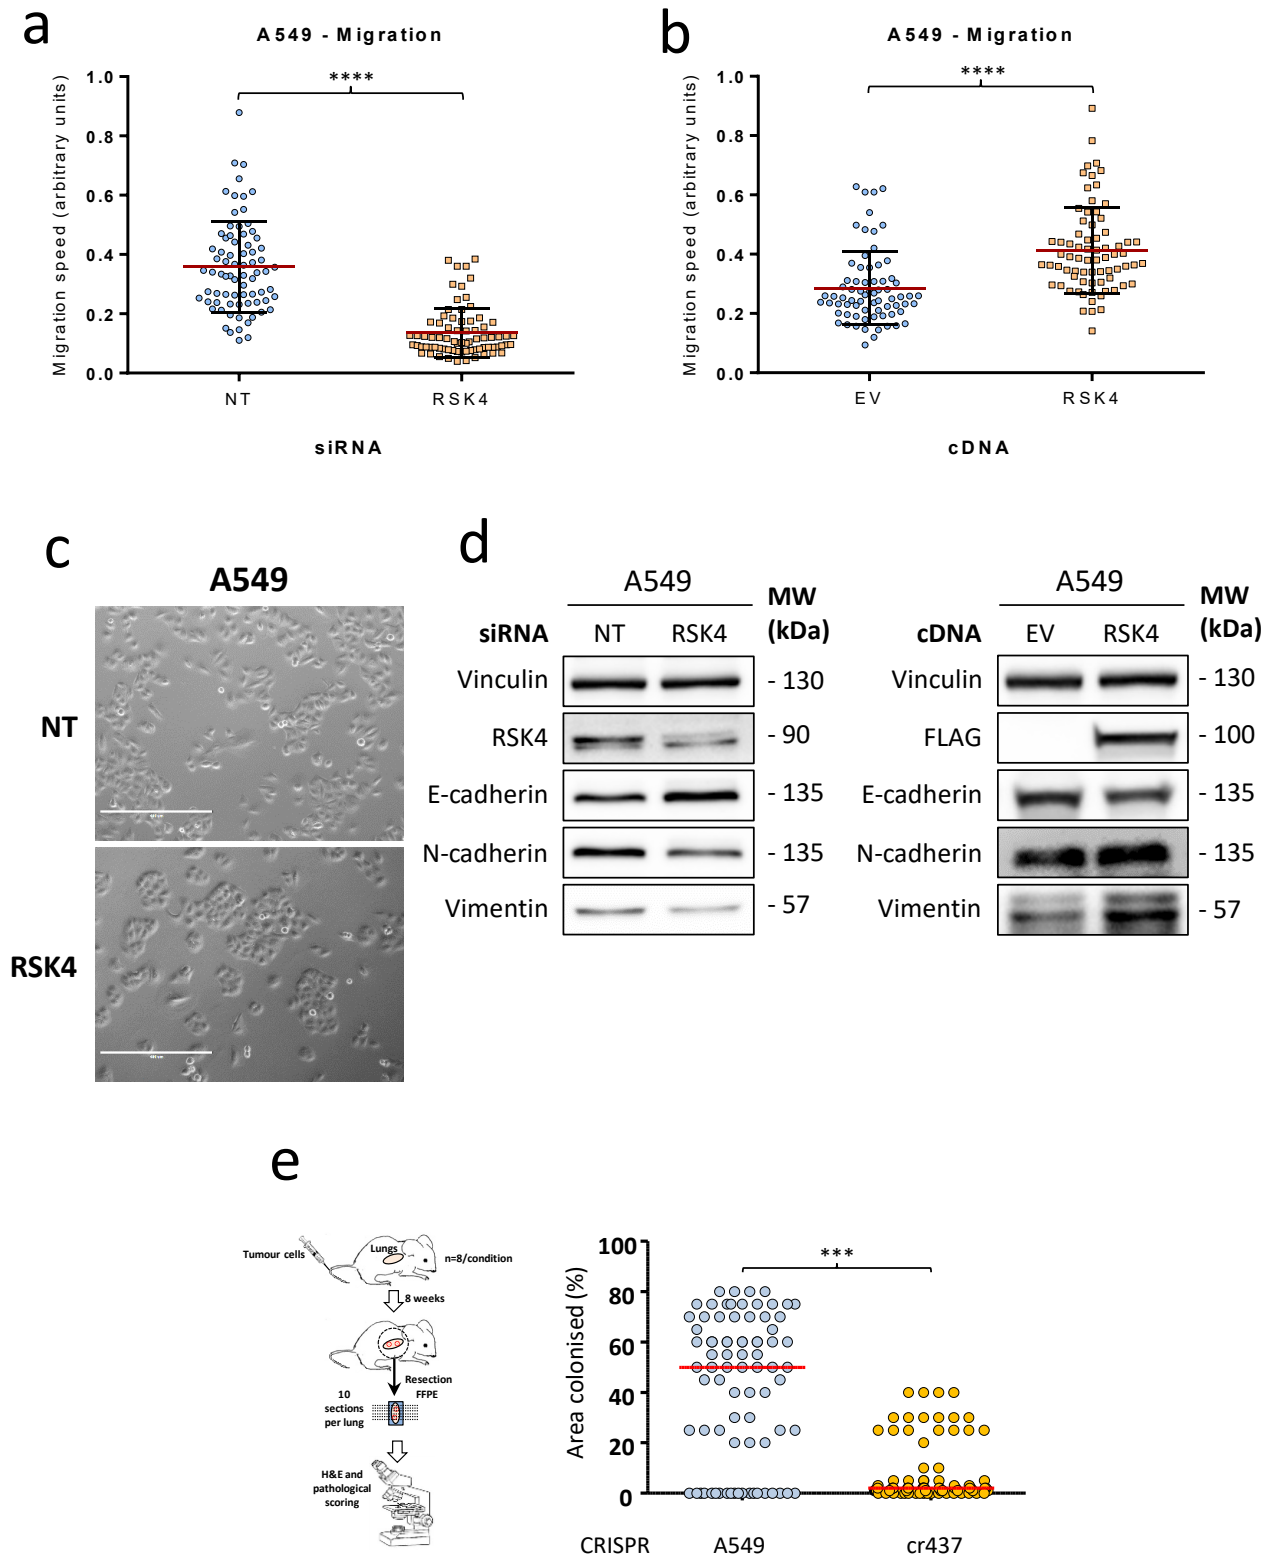 a
A549 - Migration
****
Migration speed (arbitrary units)
1.0
0.8
0.6
0.4
0.2
0.0
NT
RSK4
siRNA
b
A549 - Migration
****
Migration speed (arbitrary units)
1.0
0.8
0.6
0.4
0.2
0.0
EV
RSK4
cDNA
c
A549
NT
RSK4
d
A549
MW
(kDa)
siRNA NT RSK4
Vinculin - 130
RSK4 - 90
E-cadherin - 135
N-cadherin - 135
Vimentin - 57
A549
MW
(kDa)
cDNA EV RSK4
Vinculin - 130
FLAG - 100
E-cadherin - 135
N-cadherin - 135
Vimentin - 57
e
Tumour cells
Lungs
n=8/condition
8 weeks
Resection
FFPE
10
sections
per lung
H&E and
pathological
scoring
Area colonised (%)
100
80
60
40
20
0
***
CRISPR A549 cr437